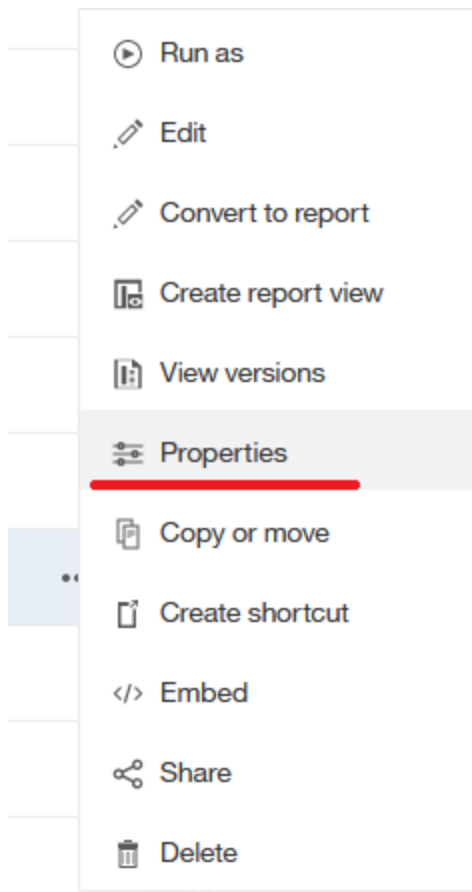 Run as
Edit
Convert to report
Create report view
View versions
Properties
Copy or move
Create shortcut
Embed
Share
Delete